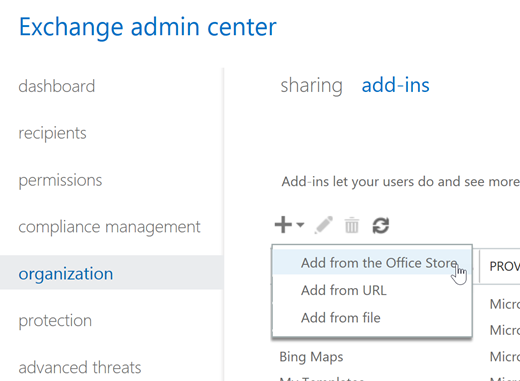 Exchange admin center
dashboard
recipients
permissions
compliance management
organization
protection
advanced threats
sharing add-ins
Add-ins let your users do and see more
Add from the Office Store
Add from URL
Add from file
PROV
Micro
Micro
Bing Maps Micro
My Templates Micro